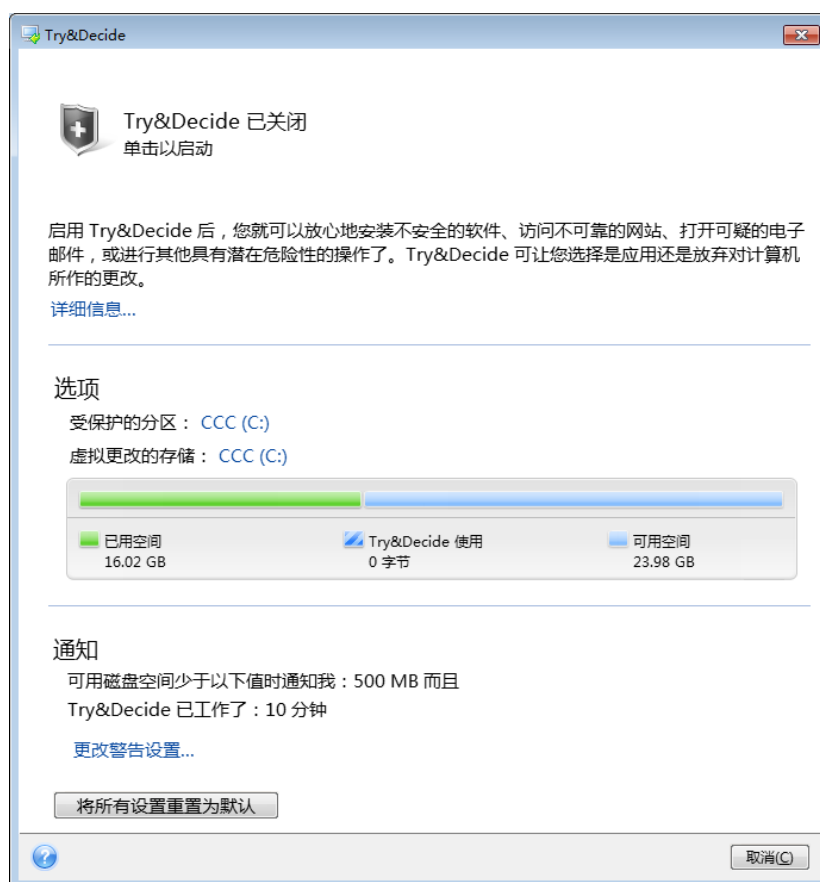 Try&Decide
Try&Decide 已关闭
单击以启动
启用 Try&Decide 后，您就可以放心地安装不安全的软件、访问不可靠的网站、打开可疑的电子
邮件，或进行其他具有潜在危险性的操作了。Try&Decide 可让您选择是应用还是放弃对计算机
所作的更改。
详细信息...
选项
受保护的分区： CCC (C:)
虚拟更改的存储： CCC (C:)
已用空间 Try&Decide 使用 可用空间
16.02 GB 0 字节 23.98 GB
通知
可用磁盘空间少于以下值时通知我：500 MB 而且
Try&Decide 已工作了：10 分钟
更改警告设置...
将所有设置重置为默认
取消(C)